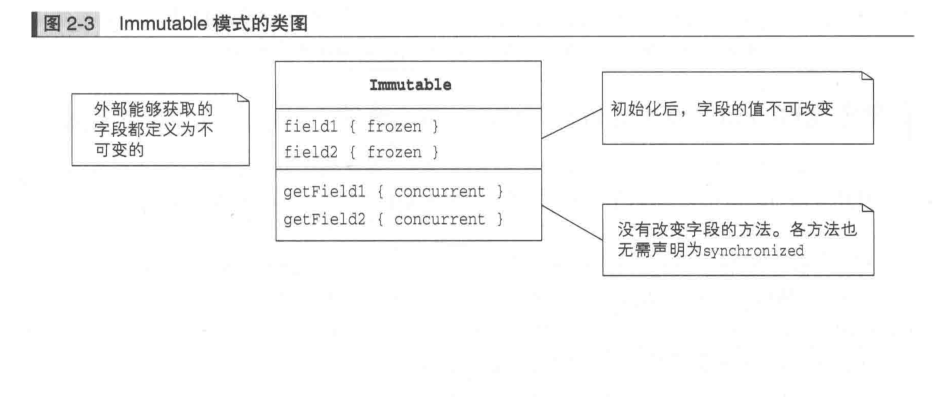 图 2-3 Immutable 模式的类图
外部能够获取的
字段都定义为不
可变的
Immutable
field1 { frozen }
field2 { frozen }
getField1 { concurrent }
getField2 { concurrent }
初始化后，字段的值不可改变
没有改变字段的方法。各方法也
无需声明为synchronized